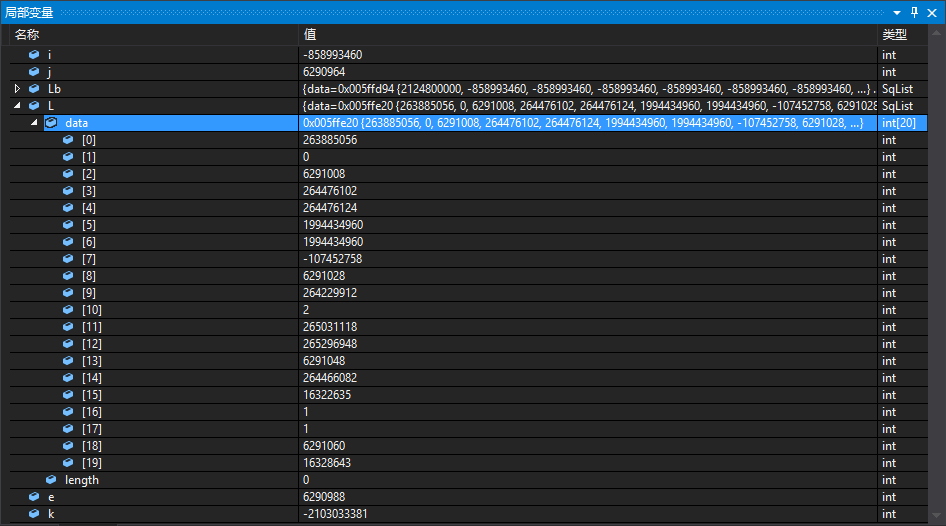 局部变量
名称 值 类型
i -858993460 int
j 6290964 int
Lb {data=0x005ffd94 {2124800000, -858993460, -858993460, -858993460, -858993460, -858993460, -858993460, ...} . SqList
L {data=0x005ffe20 {263885056, 0, 6291008, 264476102, 264476124, 1994434960, 1994434960, -107452758, 6291028 SqList
data 0x005ffe20 {263885056, 0, 6291008, 264476102, 264476124, 1994434960, 1994434960, -107452758, 6291028, ...} int[20]
[0] 263885056 int
[1] 0 int
[2] 6291008 int
[3] 264476102 int
[4] 264476124 int
[5] 1994434960 int
[6] 1994434960 int
[7] -107452758 int
[8] 6291028 int
[9] 264229912 int
[10] 2 int
[11] 265031118 int
[12] 265296948 int
[13] 6291048 int
[14] 264466082 int
[15] 16322635 int
[16] 1 int
[17] 1 int
[18] 6291060 int
[19] 16328643 int
length 0 int
e 6290988 int
k -2103033381 int